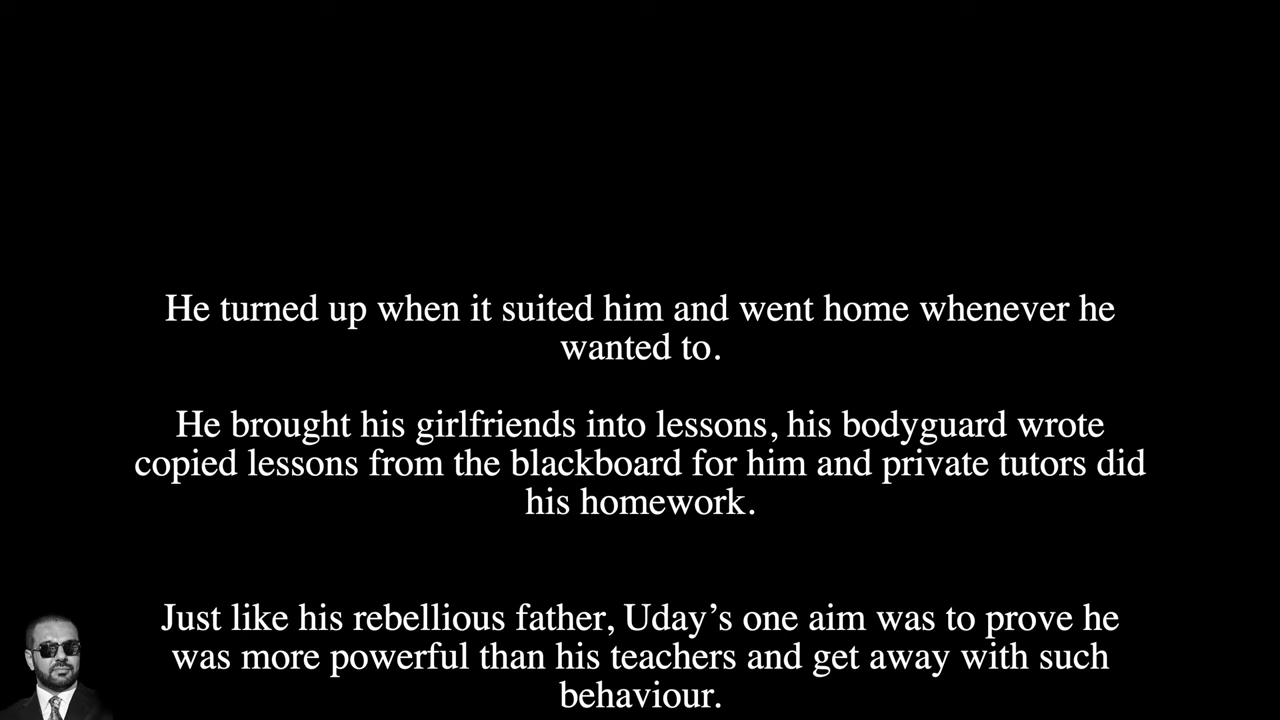 He turned up when it suited him and went home whenever he
wanted to.
He brought his girlfriends into lessons, his bodyguard wrote
copied lessons from the blackboard for him and private tutors did
his homework.
Just like his rebellious father, Uday’s one aim was to prove he
was more powerful than his teachers and get away with such
behaviour.